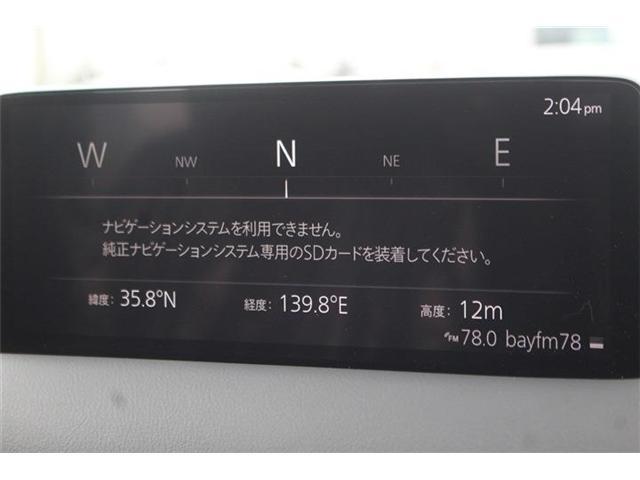 2:04pm
W NW N NE E
ナビゲーションシステムを利用できません。
純正ナビゲーションシステム専用のSDカードを装着してください。
緯度: 35.8°N 経度: 139.8°E 高度: 12m
FM 78.0 bayfm78